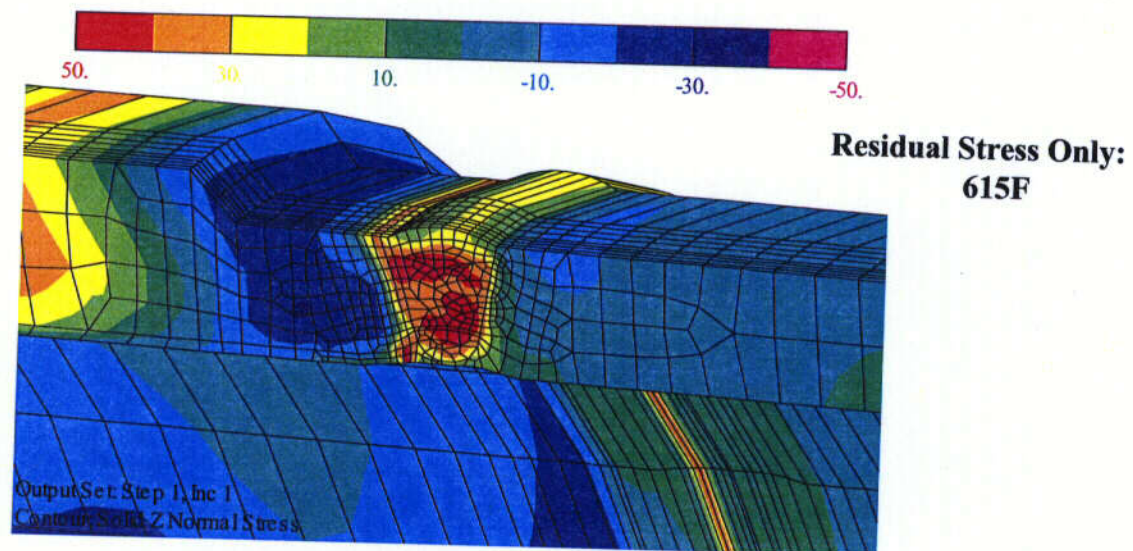 50. 30. 10. -10. -30. -50.
Residual Stress Only:
615F
Output Set: Step 1, Inc 1
Contour: Solid Z Normal Stress